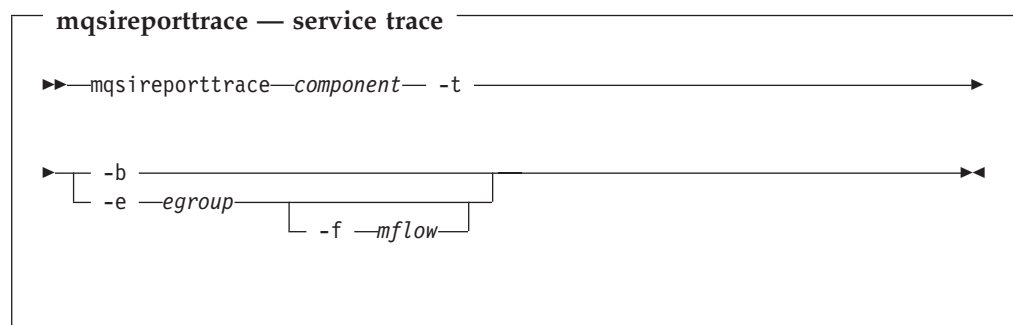 mqsireporttrace — service trace
mqsireporttrace component -t
-b
-e egroup
-f mflow